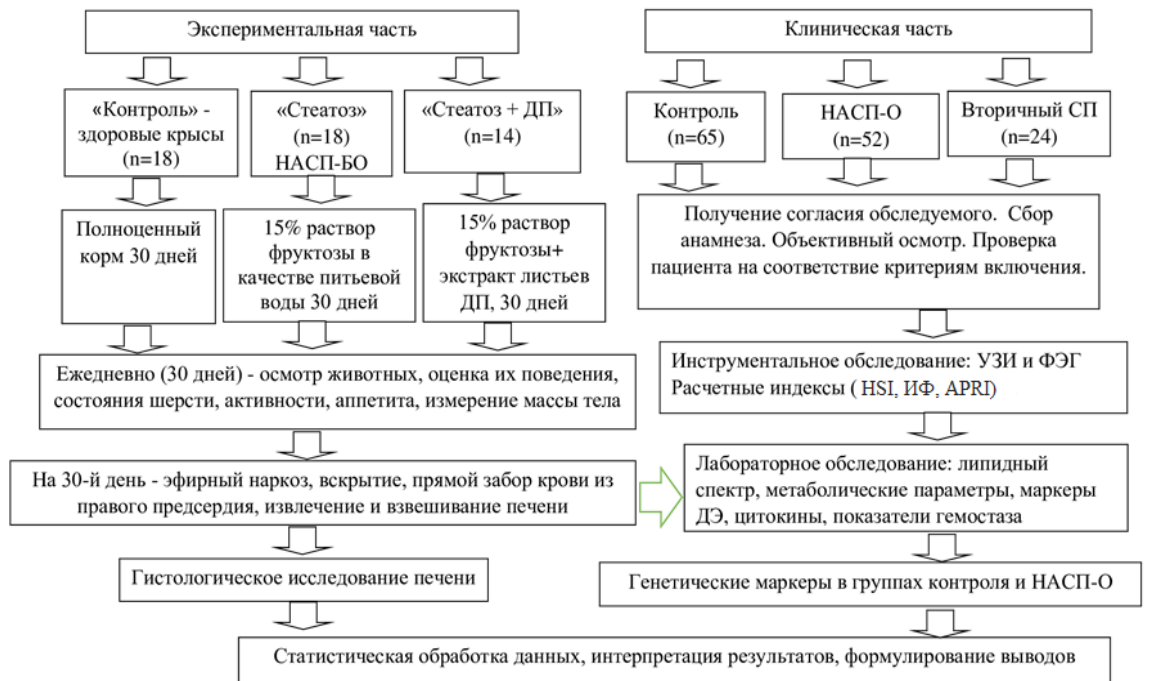 Экспериментальная часть
«Контроль» -
здоровые крысы
(n=18)
«Стеатоз»
(n=18)
НАСП-БО
«Стеатоз + ДП»
(n=14)
Полноценный
корм 30 дней
15% раствор
фруктозы в
качестве питьевой
воды 30 дней
15% раствор
фруктозы+
экстракт листьев
ДП, 30 дней
Ежедневно (30 дней) - осмотр животных, оценка их поведения,
состояния шерсти, активности, аппетита, измерение массы тела
На 30-й день - эфирный наркоз, вскрытие, прямой забор крови из
правого предсердия, извлечение и взвешивание печени
Гистологическое исследование печени
Клиническая часть
Контроль
(n=65)
НАСП-О
(n=52)
Вторичный СП
(n=24)
Получение согласия обследуемого. Сбор
анамнеза. Объективный осмотр. Проверка
пациента на соответствие критериям включения.
Инструментальное обследование: УЗИ и ФЭГ
Расчетные индексы ( HSI, ИФ, APRI)
Лабораторное обследование: липидный
спектр, метаболические параметры, маркеры
ДЭ, цитокины, показатели гемостаза
Генетические маркеры в группах контроля и НАСП-О
Статистическая обработка данных, интерпретация результатов, формулирование выводов